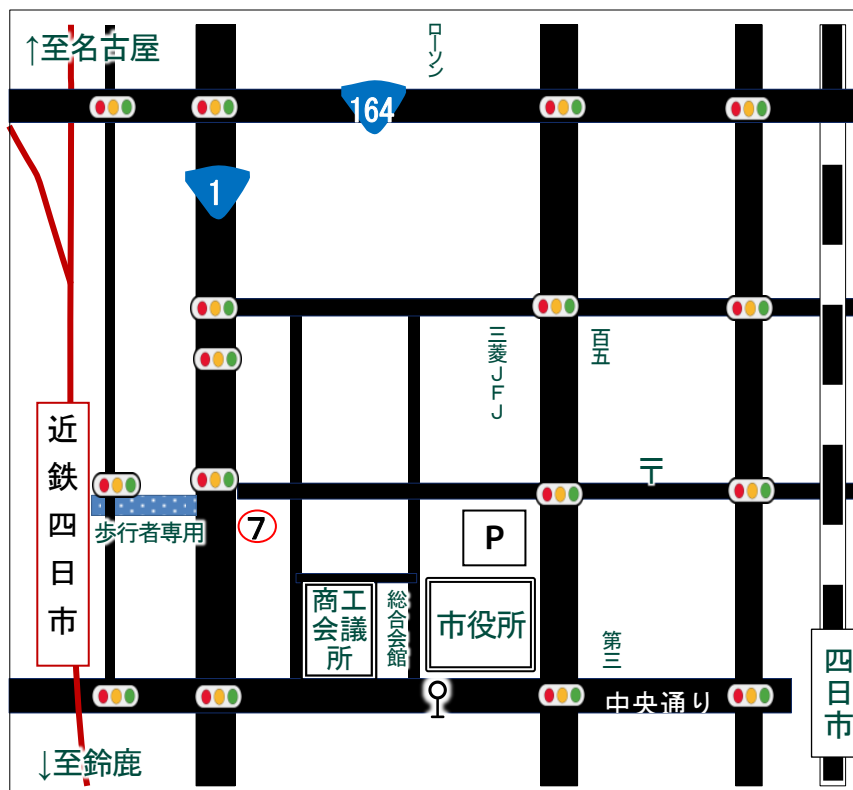 ↑至名古屋
ローソン
164
1
三菱JFJ
百五
近鉄四日市
〒
歩行者専用
7
P
商工
会議
所
総合会館
市役所
第三
四日市
中央通り
↓至鈴鹿